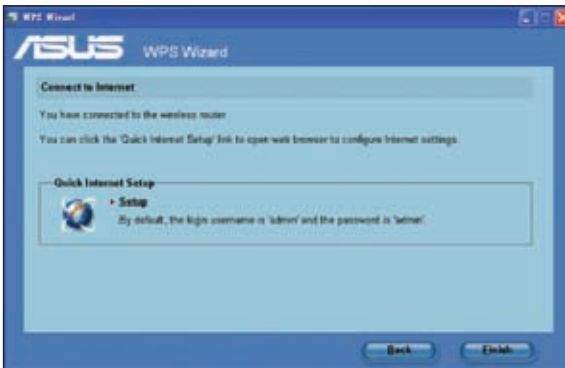 WPS Wizard
ASUS WPS Wizard
Connect to Internet
You have connected to the wireless router
You can click the 'Quick Internet Setup' link to open web browser to configure Internet settings.
Quick Internet Setup
Setup
By default, the login username is 'admin' and the password is 'admin'.
Back
Finish